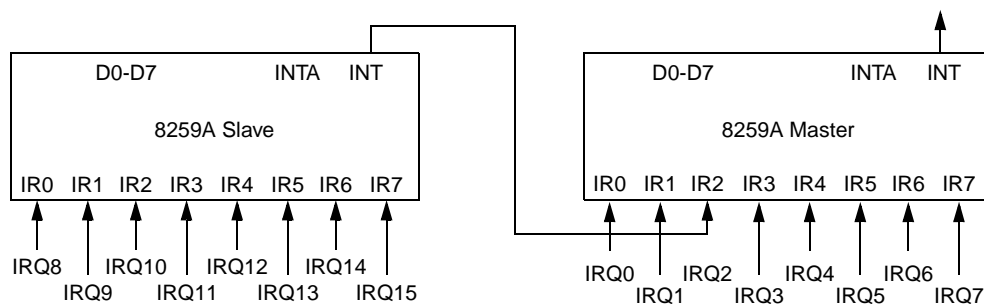 D0-D7 INTA INT
8259A Slave
IR0 IR1 IR2 IR3 IR4 IR5 IR6 IR7
IRQ8 IRQ10 IRQ12 IRQ14
IRQ9 IRQ11 IRQ13 IRQ15
D0-D7 INTA INT
8259A Master
IR0 IR1 IR2 IR3 IR4 IR5 IR6 IR7
IRQ0 IRQ2 IRQ4 IRQ6
IRQ1 IRQ3 IRQ5 IRQ7